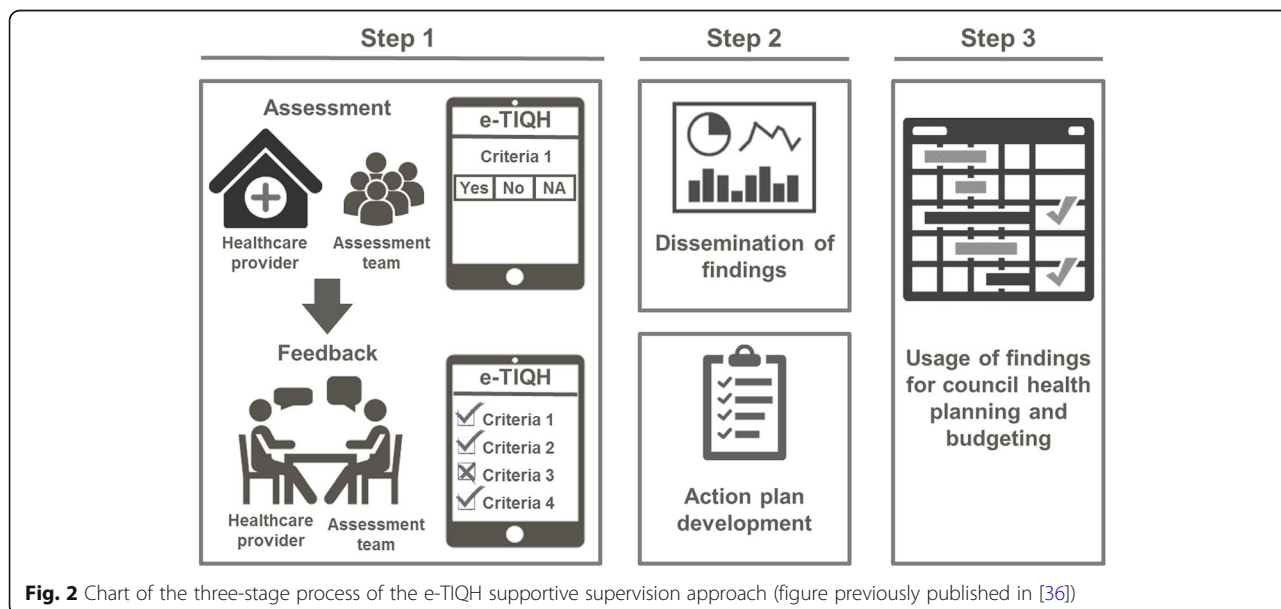 Step 1
Assessment
Healthcare
provider
Assessment
team
e-TIQH
Criteria 1
Yes No NA
Feedback
Healthcare
provider
Assessment
team
e-TIQH
Criteria 1
Criteria 2
Criteria 3
Criteria 4
Step 2
Dissemination of
findings
Action plan
development
Step 3
Usage of findings
for council health
planning and
budgeting
Fig. 2 Chart of the three-stage process of the e-TIQH supportive supervision approach (figure previously published in [36])